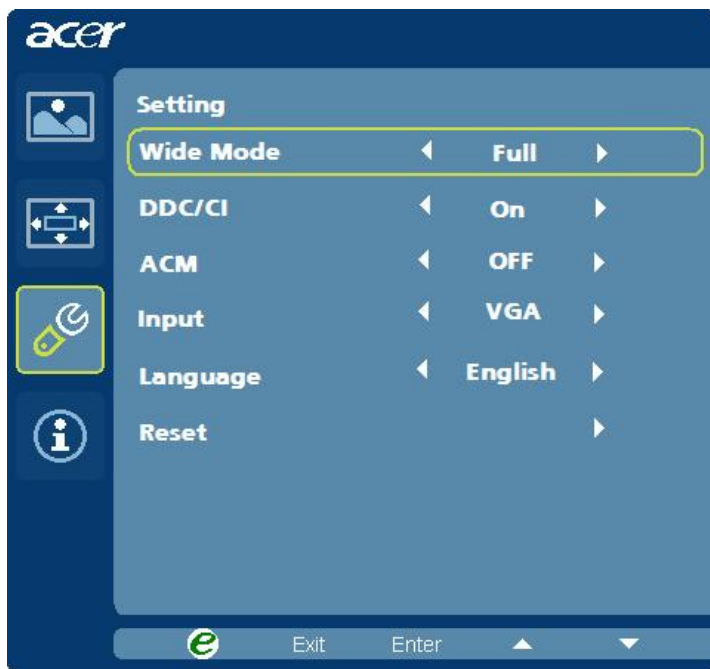 acer
Setting
Wide Mode Full
DDC/CI On
ACM OFF
Input VGA
Language English
Reset
e Exit Enter